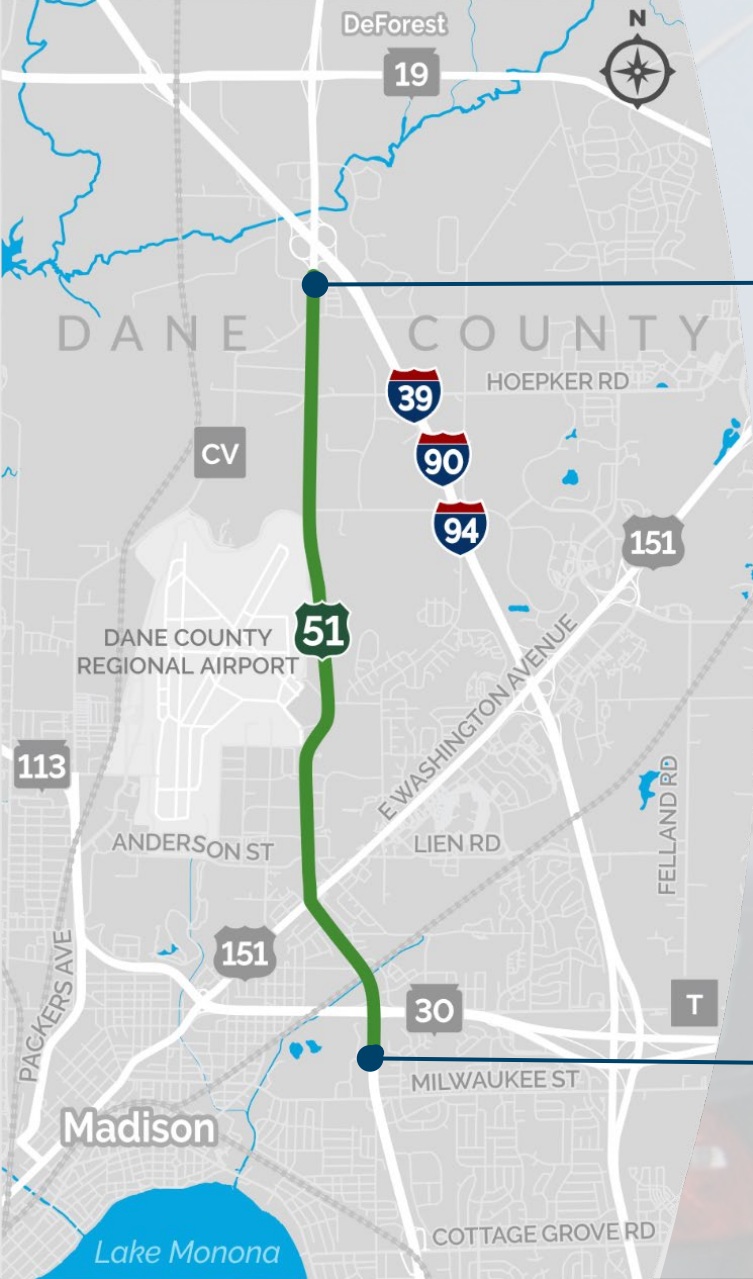 DeForest
N
19
DANE COUNTY
39
HOEPKER RD
90
CV
94
151
51
DANE COUNTY
REGIONAL AIRPORT
E WASHINGTON AVENUE
113
FELLAND RD
ANDERSON ST
LIEN RD
151
PACKERS AVE
30
T
MILWAUKEE ST
Madison
COTTAGE GROVE RD
Lake Monona